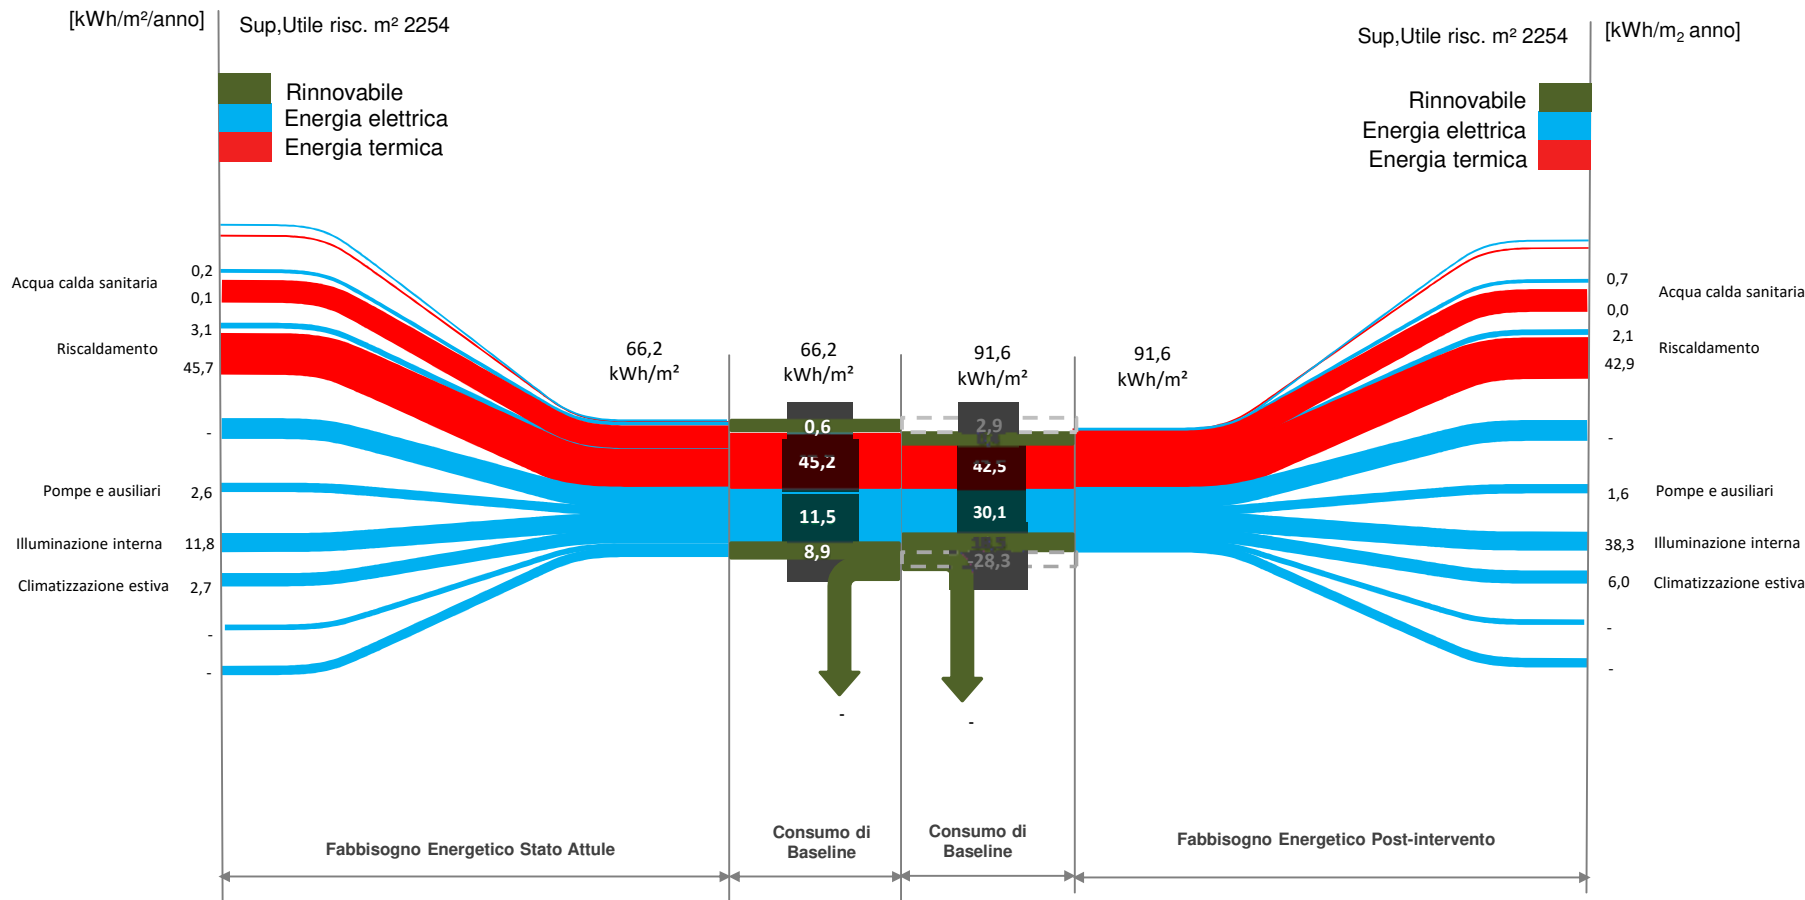 [kWh/m²/anno]
Sup,Utile risc. m² 2254
Sup,Utile risc. m² 2254
[kWh/m₂ anno]
Rinnovabile
Energia elettrica
Energia termica
Rinnovabile
Energia elettrica
Energia termica
Acqua calda sanitaria
0,2
0,1
Riscaldamento
3,1
45,7
-
Pompe e ausiliari
2,6
Illuminazione interna
11,8
Climatizzazione estiva
2,7
-
-
66,2
kWh/m²
66,2
kWh/m²
91,6
kWh/m²
91,6
kWh/m²
0,6
45,2
11,5
8,9
-
2,9
42,5
30,1
-28,3
-
0,7
Acqua calda sanitaria
0,0
2,1
Riscaldamento
42,9
-
1,6
Pompe e ausiliari
38,3
Illuminazione interna
6,0
Climatizzazione estiva
-
-
Fabbisogno Energetico Stato Attule
Consumo di
Baseline
Consumo di
Baseline
Fabbisogno Energetico Post-intervento